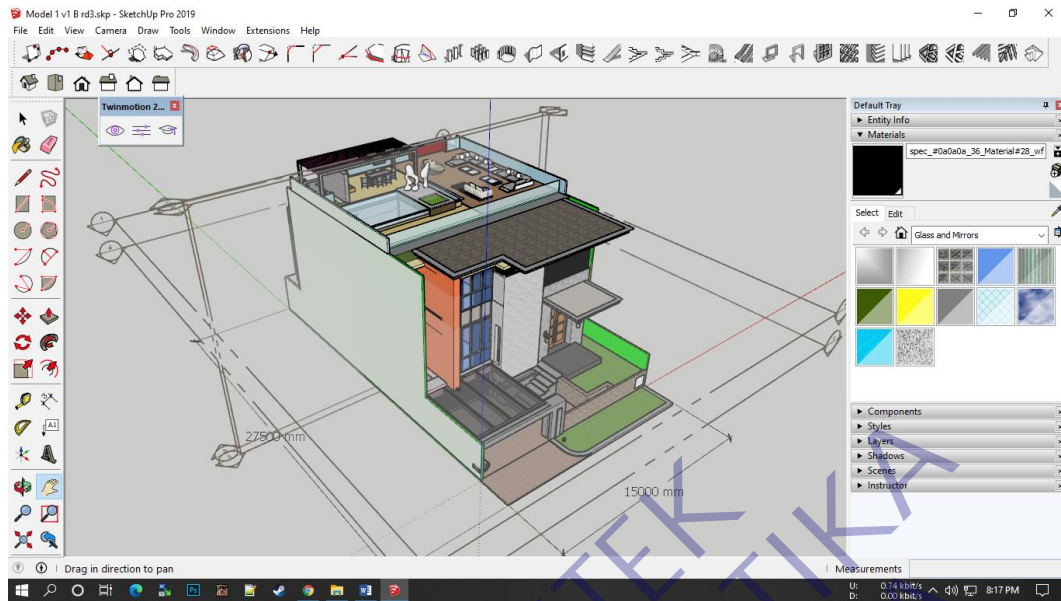 Model 1 v1 B rd3.skp - SketchUp Pro 2019
File Edit View Camera Draw Tools Window Extensions Help
Twinmotion 2...
Default Tray
Entity Info
Materials
spec_#0a0a0a_36_Material#28_wf
Select Edit
Glass and Mirrors
27500 mm
15000 mm
Components
Styles
Layers
Shadows
Scenes
Instructor
A1
TEK
TIKA
Drag in direction to pan
Measurements
U: 0.74 kbit/s
D: 0.00 kbit/s
8:17 PM